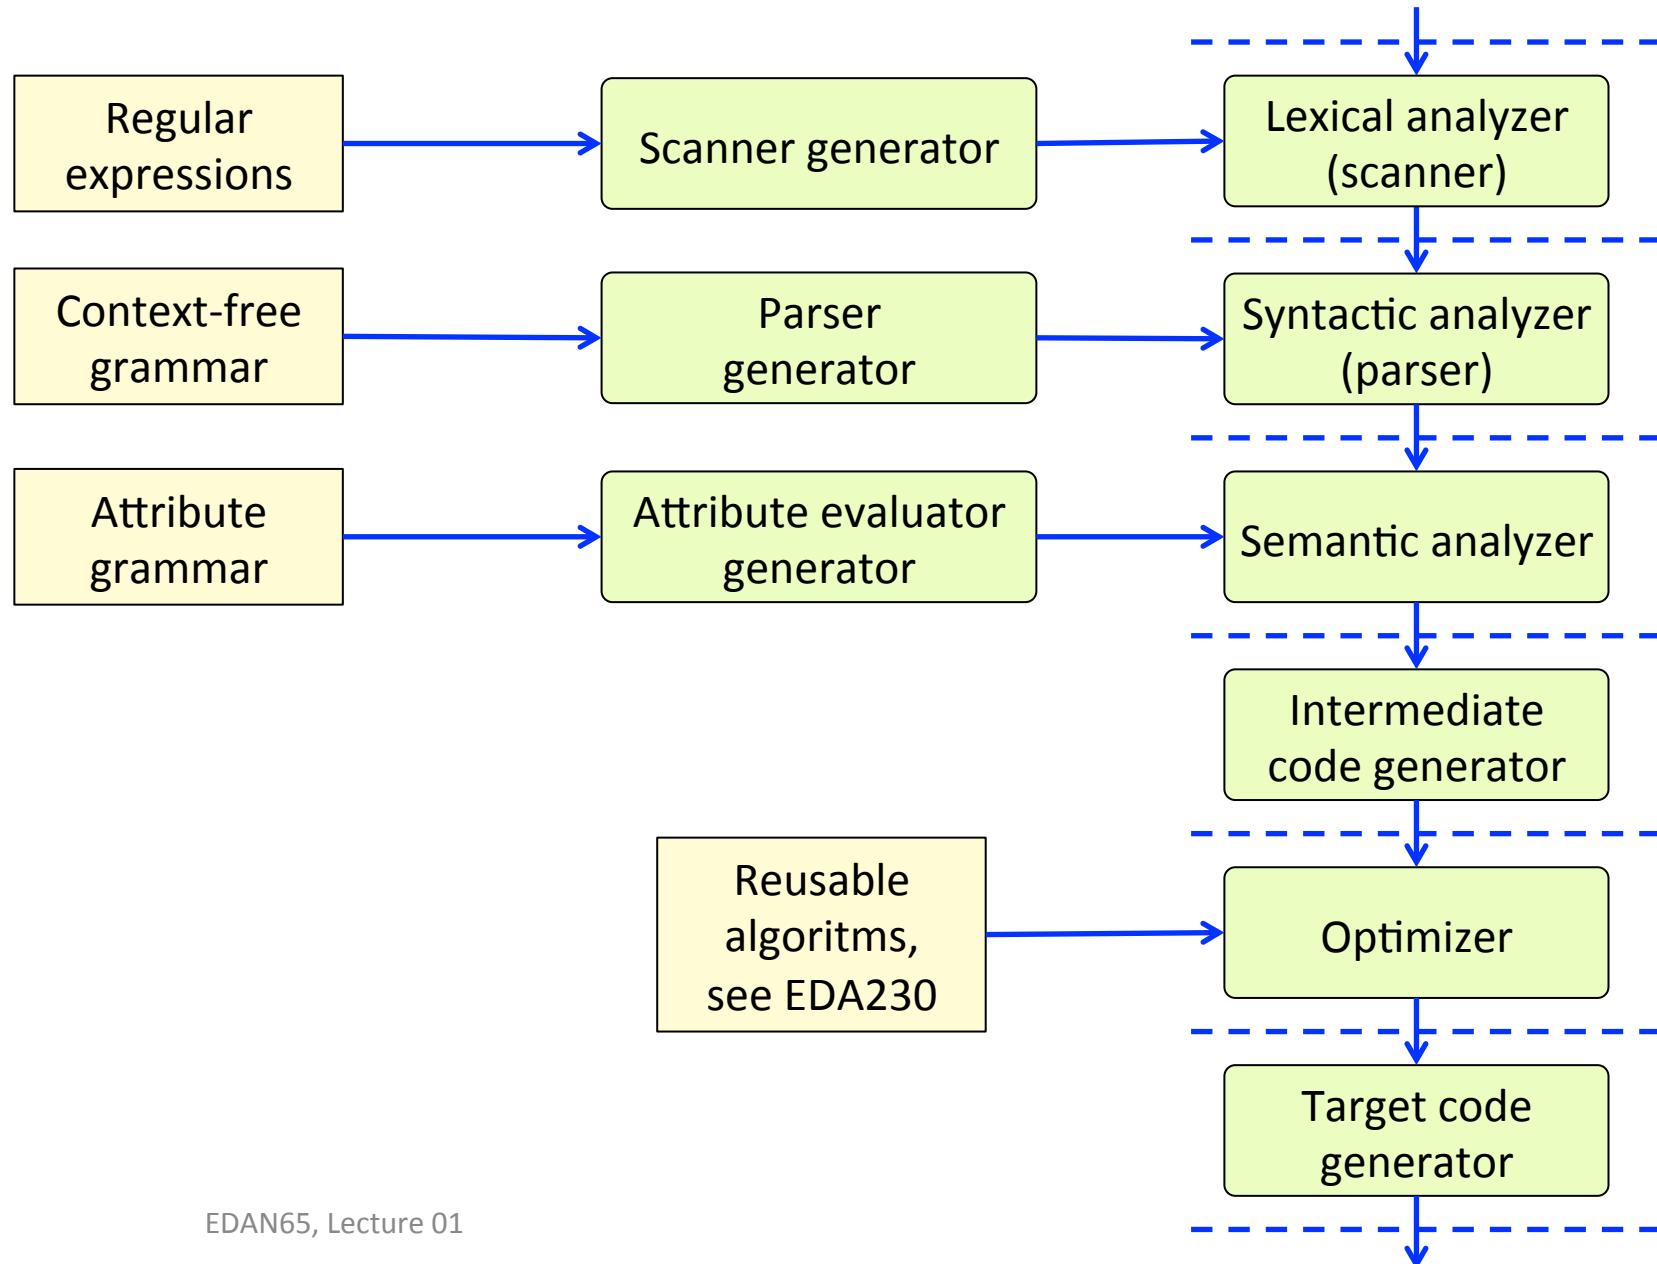 Regular
expressions
Scanner generator
Lexical analyzer
(scanner)
Context-free
grammar
Parser
generator
Syntactic analyzer
(parser)
Attribute
grammar
Attribute evaluator
generator
Semantic analyzer
Intermediate
code generator
Reusable
algoritms,
see EDA230
Optimizer
Target code
generator
EDAN65, Lecture 01